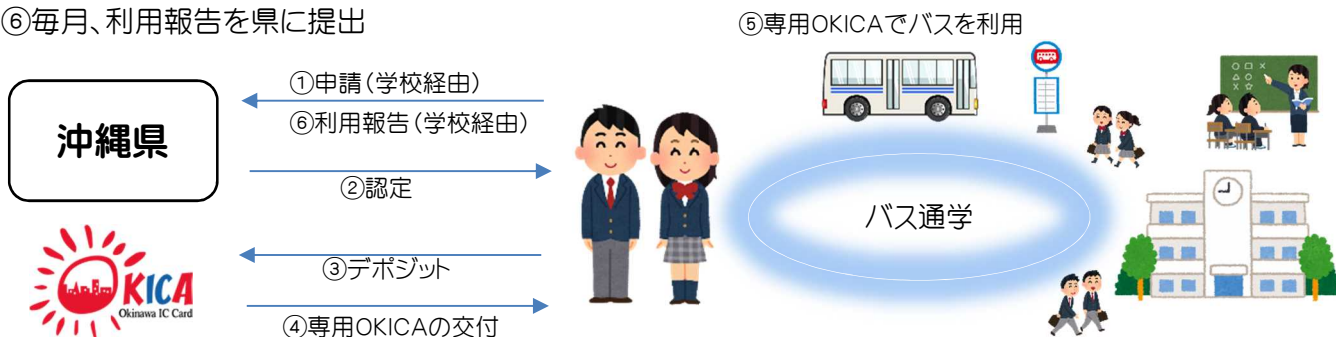 ⑥毎月、利用報告を県に提出
⑤専用OKICAでバスを利用
①申請(学校経由)
⑥利用報告(学校経由)
沖縄県
②認定
バス通学
③デポジット
OKICA
Okinawa IC Card
④専用OKICAの交付